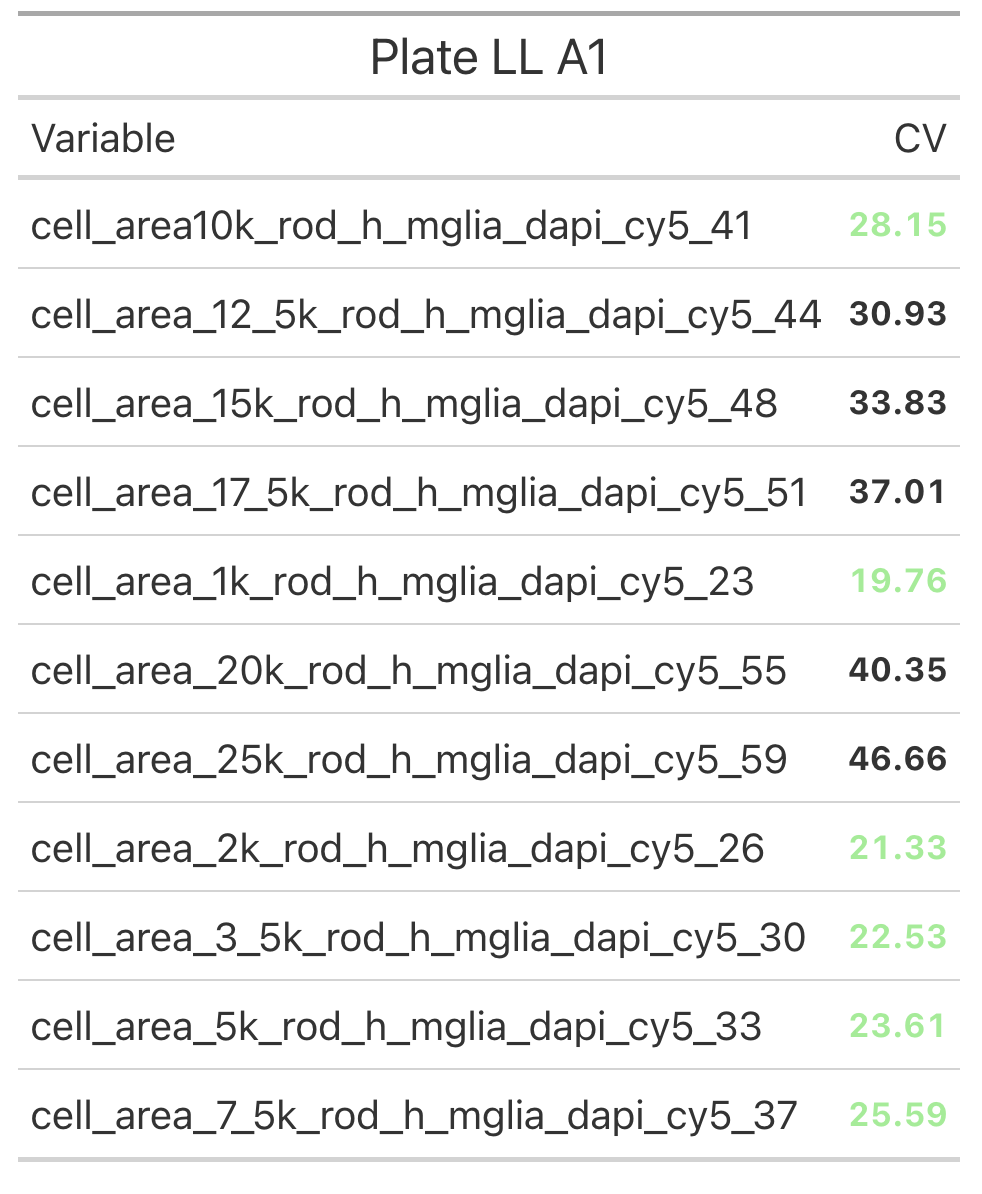 Plate LL A1
Variable CV
cell_area10k_rod_h_mglia_dapi_cy5_41 28.15
cell_area_12_5k_rod_h_mglia_dapi_cy5_44 30.93
cell_area_15k_rod_h_mglia_dapi_cy5_48 33.83
cell_area_17_5k_rod_h_mglia_dapi_cy5_51 37.01
cell_area_1k_rod_h_mglia_dapi_cy5_23 19.76
cell_area_20k_rod_h_mglia_dapi_cy5_55 40.35
cell_area_25k_rod_h_mglia_dapi_cy5_59 46.66
cell_area_2k_rod_h_mglia_dapi_cy5_26 21.33
cell_area_3_5k_rod_h_mglia_dapi_cy5_30 22.53
cell_area_5k_rod_h_mglia_dapi_cy5_33 23.61
cell_area_7_5k_rod_h_mglia_dapi_cy5_37 25.59